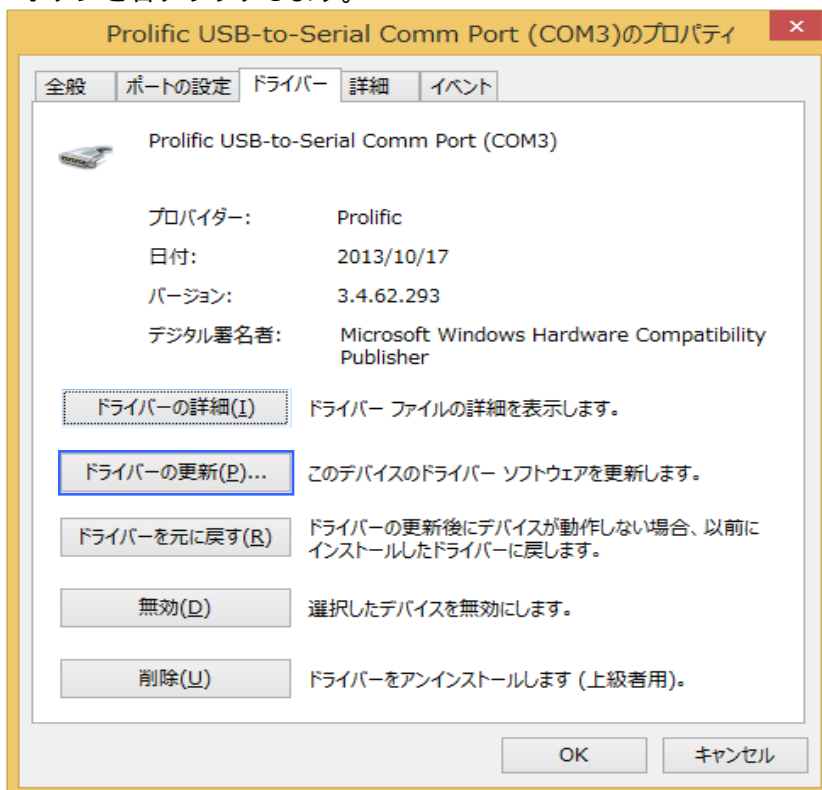 ボタンを右クリックします。
Prolific USB-to-Serial Comm Port (COM3)のプロパティ
全般 ポートの設定 ドライバー 詳細 イベント
Prolific USB-to-Serial Comm Port (COM3)
プロバイダー: Prolific
日付: 2013/10/17
バージョン: 3.4.62.293
デジタル署名者: Microsoft Windows Hardware Compatibility
Publisher
ドライバーの詳細(I) ドライバー ファイルの詳細を表示します。
ドライバーの更新(P)... このデバイスのドライバー ソフトウェアを更新します。
ドライバーを元に戻す(R) ドライバーの更新後にデバイスが動作しない場合、以前に
インストールしたドライバーに戻します。
無効(D) 選択したデバイスを無効にします。
削除(U) ドライバーをアンインストールします (上級者用)。
OK キャンセル